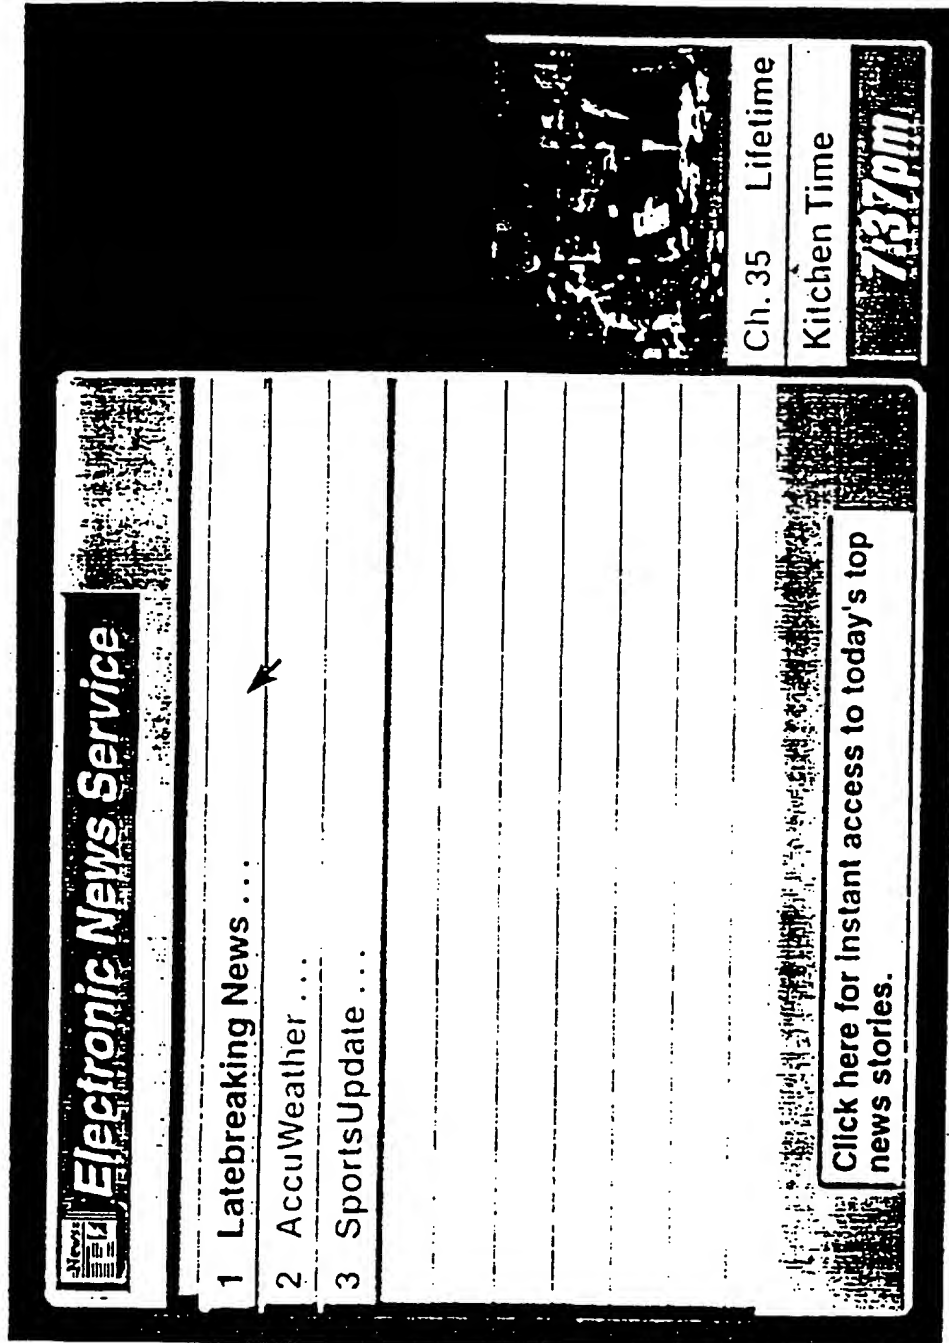 -News
Electronic News Service
1 Latebreaking News....
2 AccuWeather...
3 SportsUpdate...
Click here for instant access to today's top
news stories.
Ch. 35 Lifetime
Kitchen Time
7:37pm